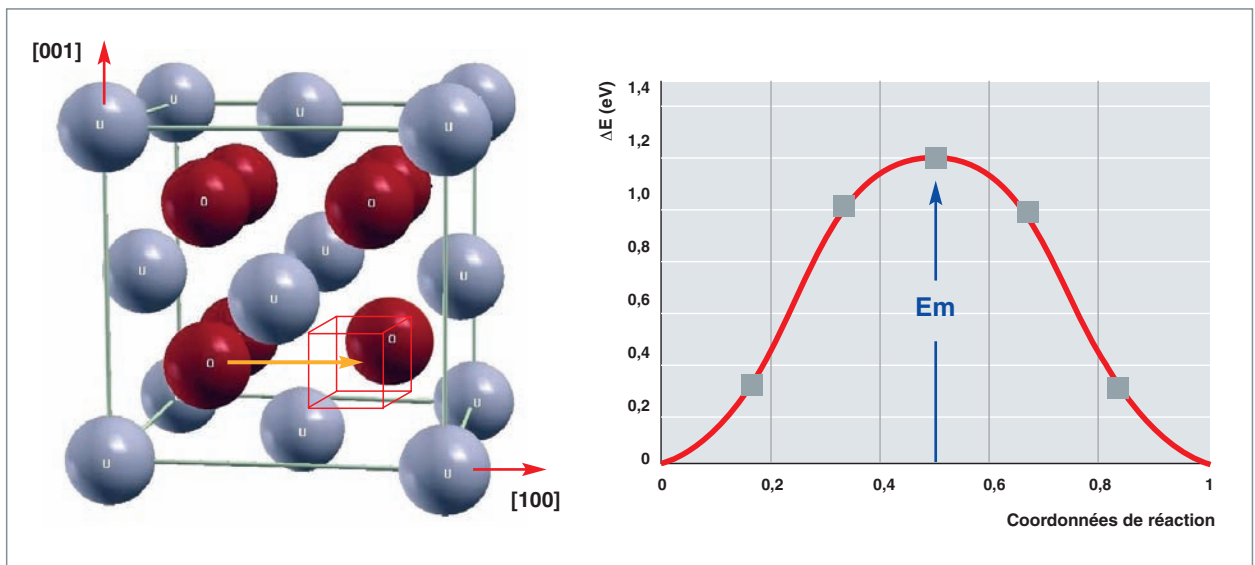 [001]
U
U
U
U
U
O
O
U
U
U
U
O
O
U
U
U
U
U
[100]
ΔE (eV)
1,4
1,2
1,0
0,8
0,6
0,4
0,2
0
Em
0
0,2
0,4
0,6
0,8
1
Coordonnées de réaction